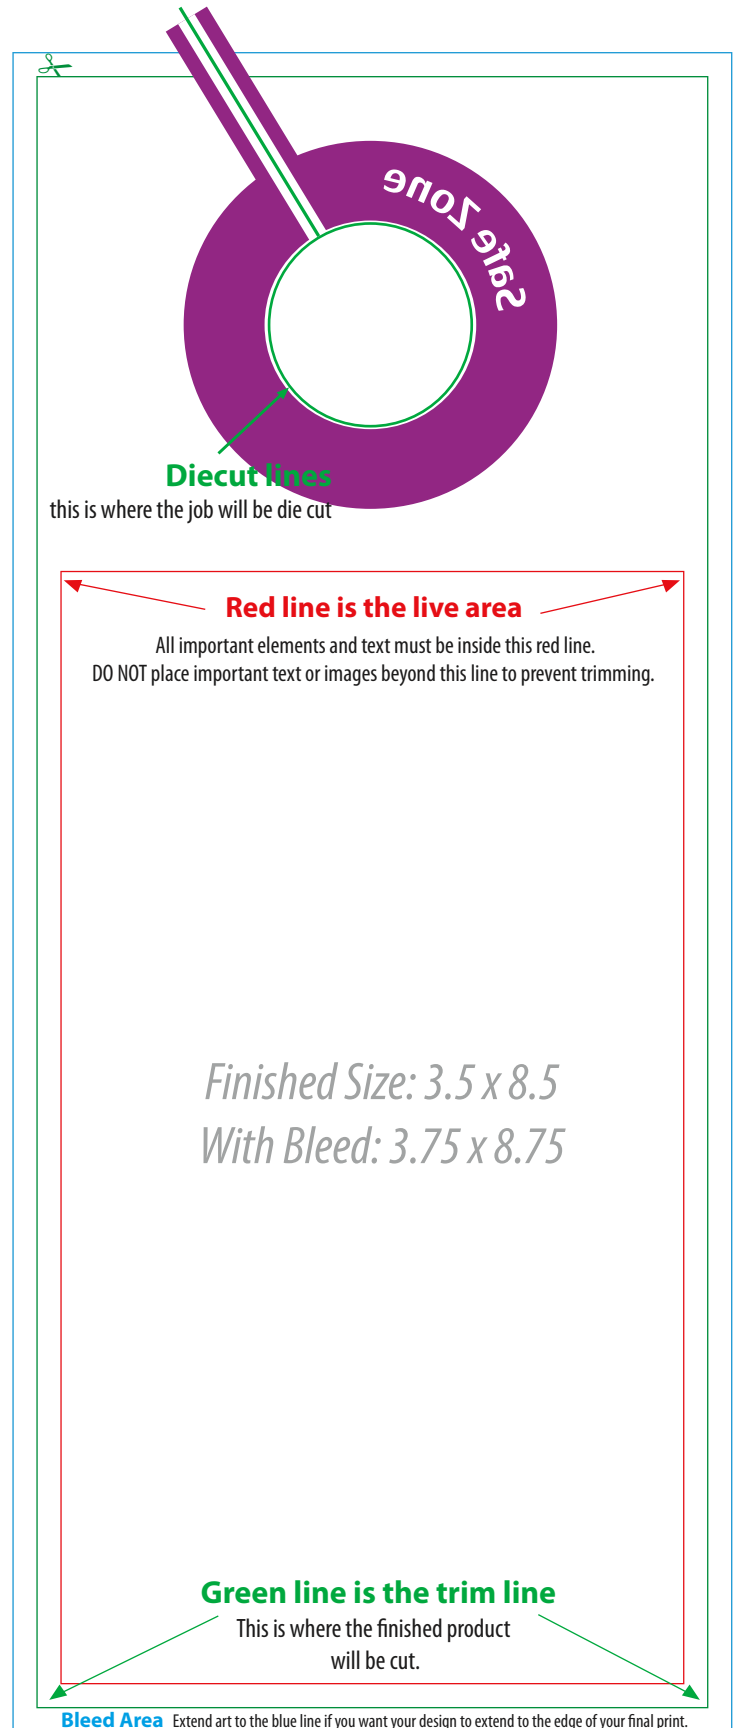 Safe Zone
Diecut lines
this is where the job will be die cut
Red line is the live area
All important elements and text must be inside this red line.
DO NOT place important text or images beyond this line to prevent trimming.
Finished Size: 3.5 x 8.5
With Bleed: 3.75 x 8.75
Green line is the trim line
This is where the finished product
will be cut.
Bleed Area Extend art to the blue line if you want your design to extend to the edge of your final print.